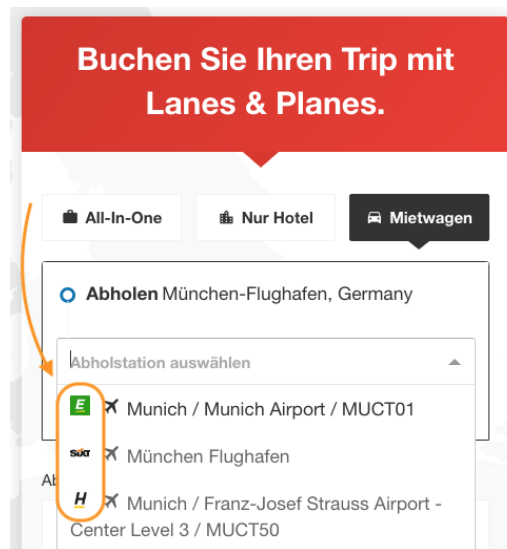 Buchen Sie Ihren Trip mit
Lanes & Planes.
All-In-One
Nur Hotel
Mietwagen
Abholen München-Flughafen, Germany
Abholstation auswählen
E Munich / Munich Airport / MUCT01
SIXT München Flughafen
Ab
H Munich / Franz-Josef Strauss Airport -
Center Level 3 / MUCT50